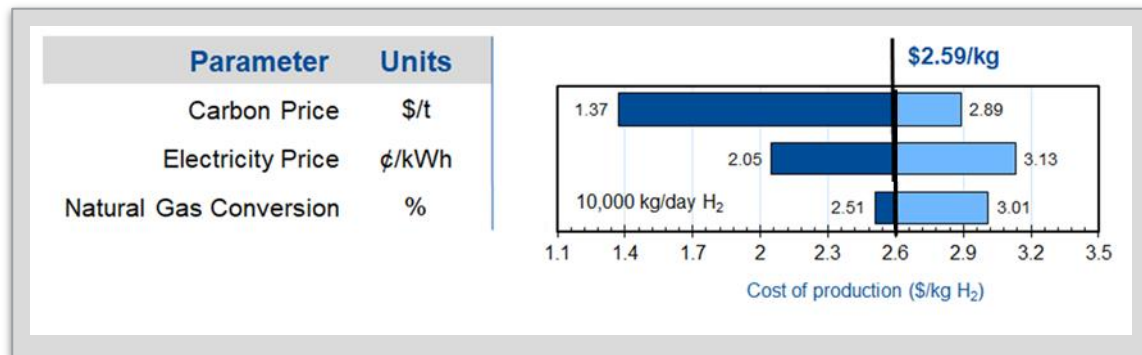 Parameter Units
Carbon Price $/t
Electricity Price ¢/kWh
Natural Gas Conversion %
$2.59/kg
1.37 2.89
2.05 3.13
10,000 kg/day H₂ 2.51 3.01
1.1 1.4 1.7 2 2.3 2.6 2.9 3.2 3.5
Cost of production ($/kg H₂)